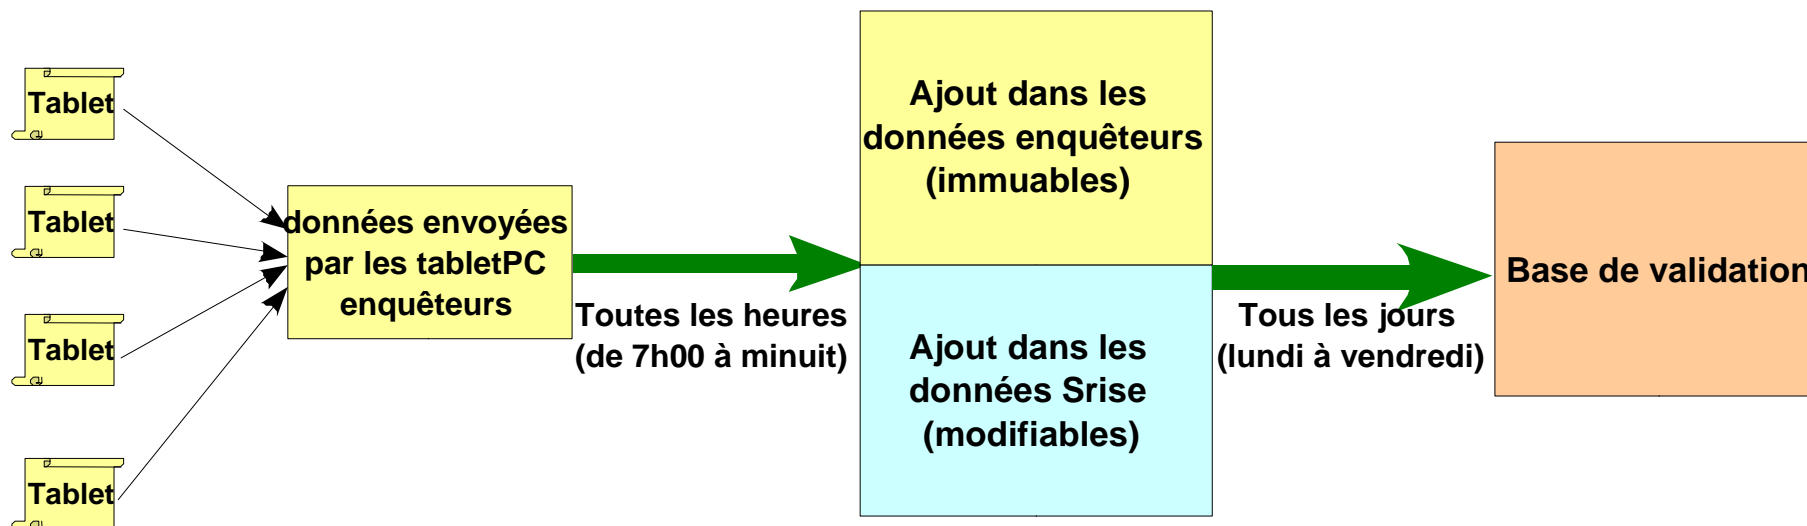 Tablet
Tablet
Tablet
Tablet
données envoyées
par les tabletPC
enquêteurs
Toutes les heures
(de 7h00 à minuit)
Ajout dans les
données enquêteurs
(immuables)
Ajout dans les
données Srise
(modifiables)
Tous les jours
(lundi à vendredi)
Base de validation